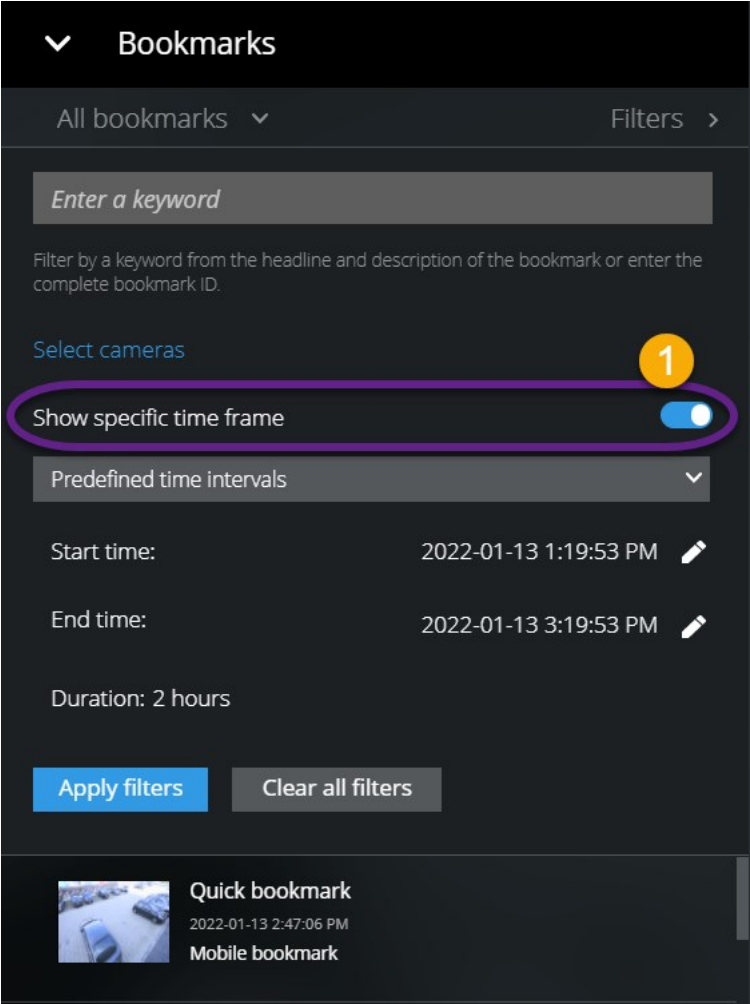 Bookmarks
All bookmarks
Filters
Enter a keyword
Filter by a keyword from the headline and description of the bookmark or enter the
complete bookmark ID.
Select cameras
1
Show specific time frame
Predefined time intervals
Start time: 2022-01-13 1:19:53 PM
End time: 2022-01-13 3:19:53 PM
Duration: 2 hours
Apply filters
Clear all filters
Quick bookmark
2022-01-13 2:47:06 PM
Mobile bookmark